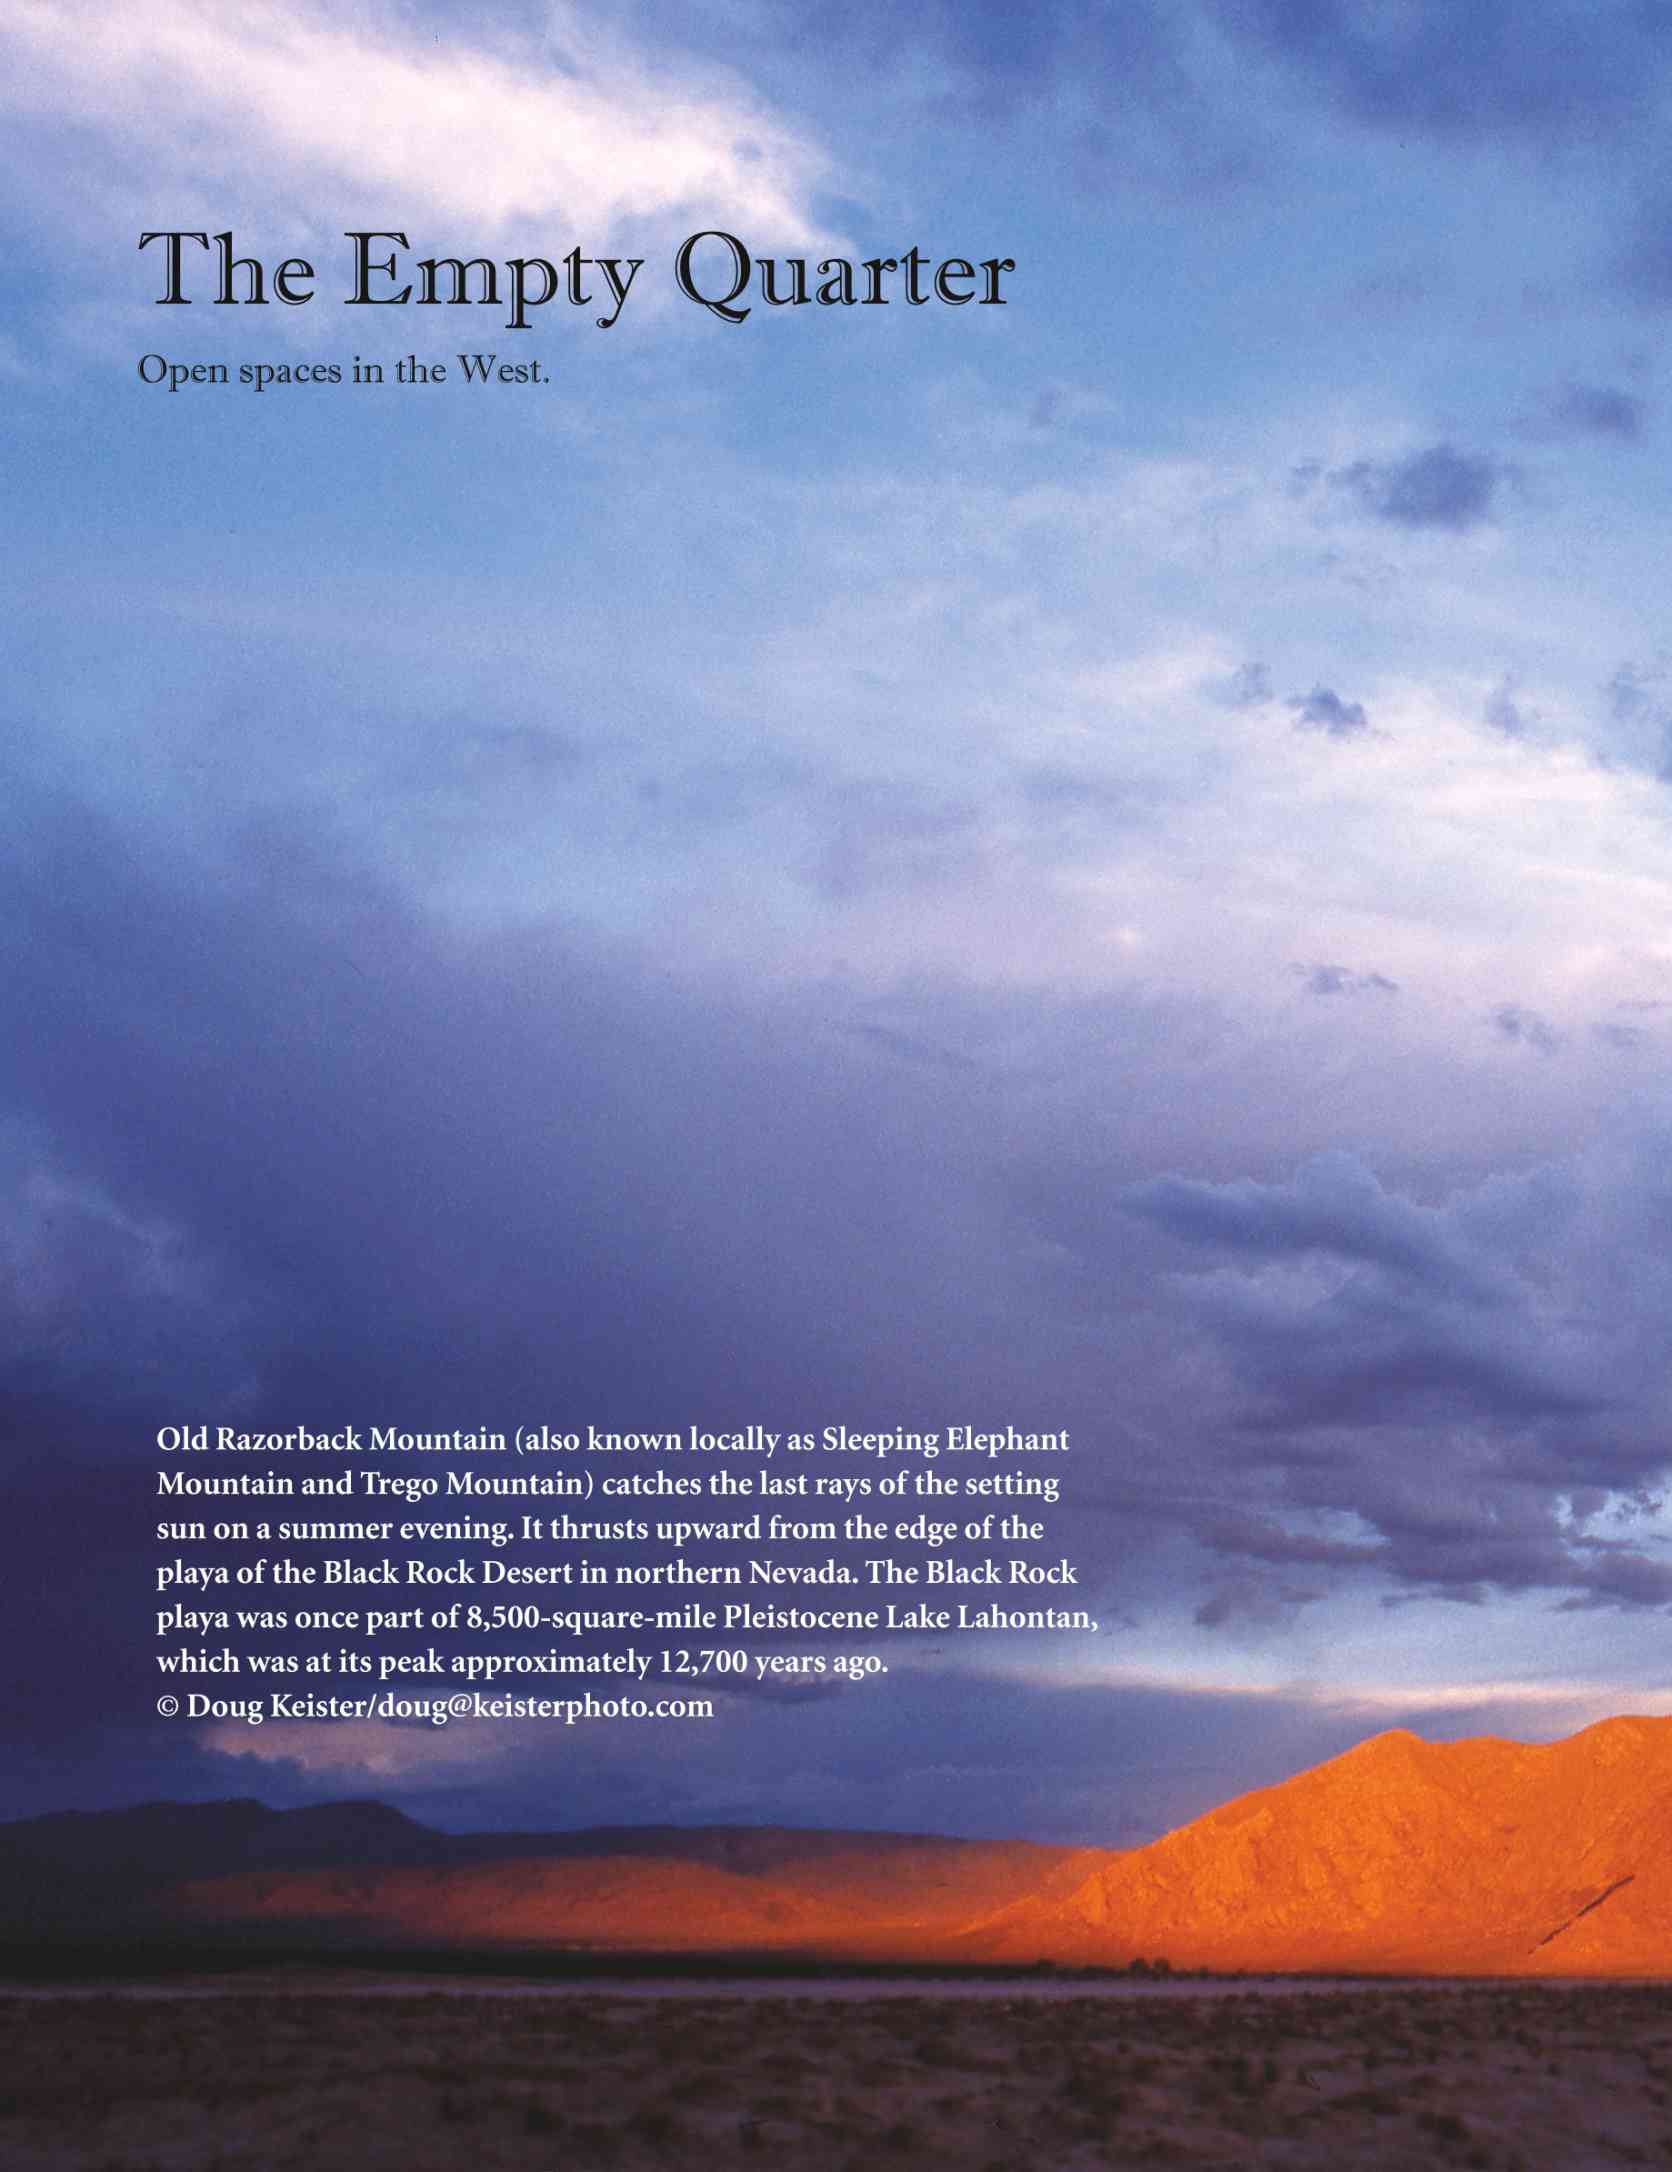 The Empty Quarter
Open spaces in the West.
Old Razorback Mountain (also known locally as Sleeping Elephant
Mountain and Trego Mountain) catches the last rays of the setting
sun on a summer evening. It thrusts upward from the edge of the
playa of the Black Rock Desert in northern Nevada. The Black Rock
playa was once part of 8,500-square-mile Pleistocene Lake Lahontan,
which was at its peak approximately 12,700 years ago.
© Doug Keister/doug@keisterphoto.com